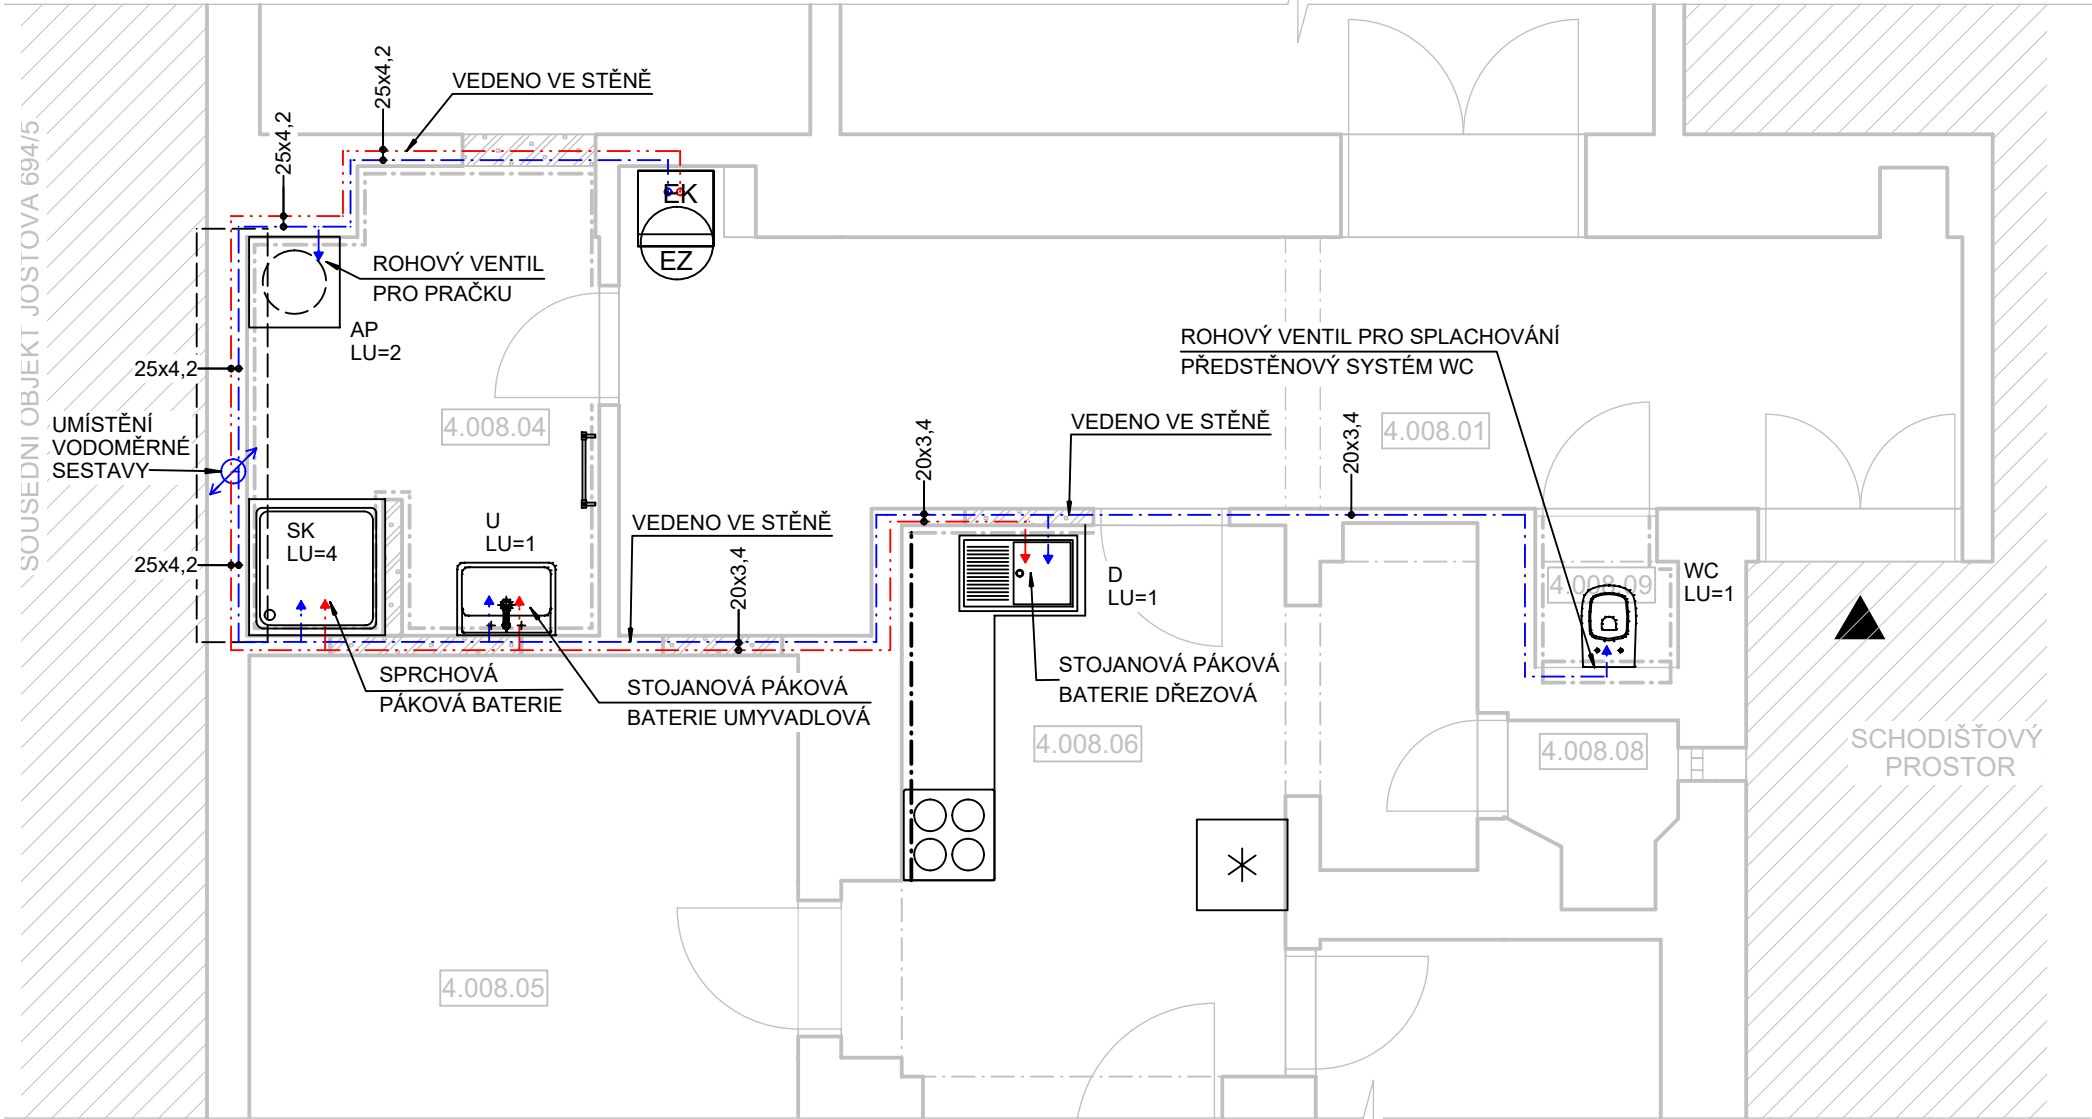 25x4,2
VEDENO VE STĚNĚ
25x4,2
SOUSEDNI OBJEKT JOSTOVA 694/5
EK
EZ
ROHOVÝ VENTIL
PRO PRAČKU
AP
LU=2
25x4,2
UMÍSTĚNÍ
VODOMĚRNÉ
SESTAVY
4.008.04
ROHOVÝ VENTIL PRO SPLACHOVÁNÍ
PŘEDSTĚNOVÝ SYSTÉM WC
VEDENO VE STĚNĚ
20x3,4
20x3,4
4.008.01
SK
LU=4
U
LU=1
VEDENO VE STĚNĚ
25x4,2
20x3,4
D
LU=1
4.008.09
WC
LU=1
SPRCHOVÁ
PÁKOVÁ BATERIE
STOJANOVÁ PÁKOVÁ
BATERIE UMYVADLOVÁ
STOJANOVÁ PÁKOVÁ
BATERIE DŘEZOVÁ
4.008.06
4.008.08
SCHODIŠŤOVÝ
PROSTOR
4.008.05